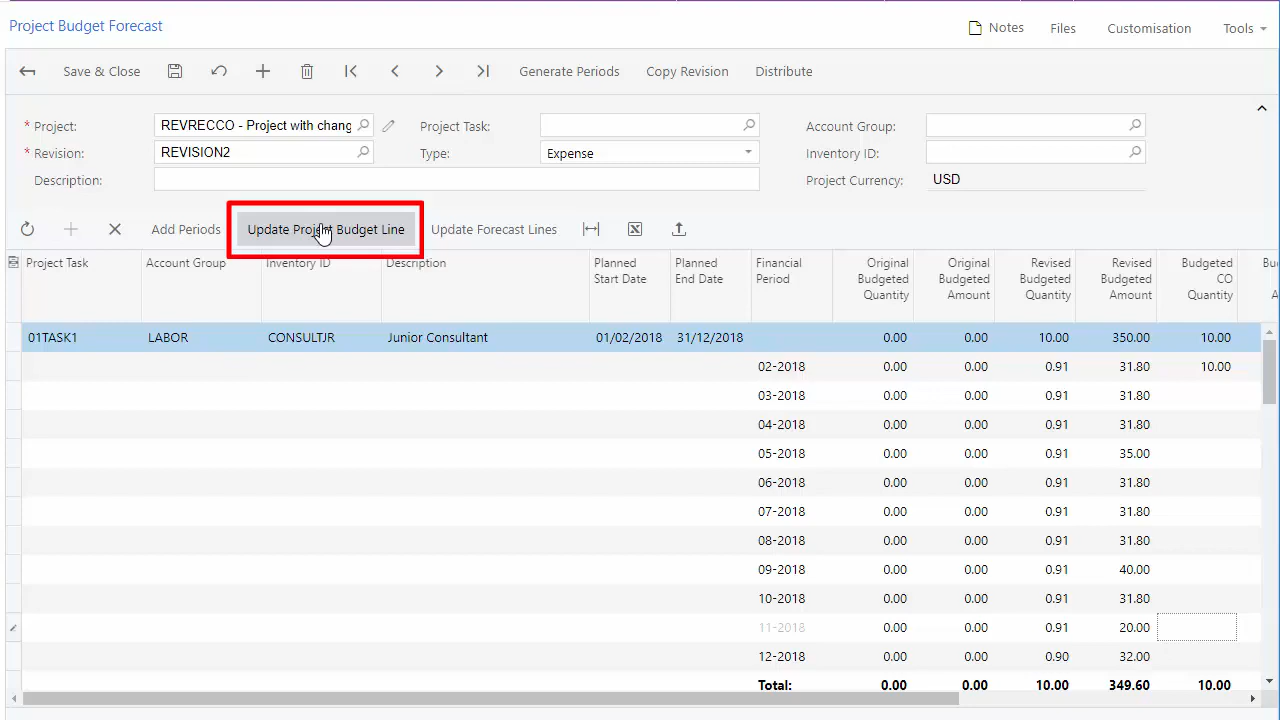 Project Budget Forecast
Notes Files Customisation Tools
Save & Close Generate Periods Copy Revision Distribute
* Project: REVRECCO - Project with chang Project Task: Account Group:
* Revision: REVISION2 Type: Expense Inventory ID:
Description: Project Currency: USD
Add Periods Update Project Budget Line Update Forecast Lines
Project Task Account Group Inventory ID Description Planned Start Date Planned End Date Financial Period Original Budgeted Quantity Original Budgeted Amount Revised Budgeted Quantity Revised Budgeted Amount Budgeted CO Quantity
01TASK1 LABOR CONSULTJR Junior Consultant 01/02/2018 31/12/2018 0.00 0.00 10.00 350.00 10.00
02-2018 0.00 0.00 0.91 31.80 10.00
03-2018 0.00 0.00 0.91 31.80
04-2018 0.00 0.00 0.91 31.80
05-2018 0.00 0.00 0.91 35.00
06-2018 0.00 0.00 0.91 31.80
07-2018 0.00 0.00 0.91 31.80
08-2018 0.00 0.00 0.91 31.80
09-2018 0.00 0.00 0.91 40.00
10-2018 0.00 0.00 0.91 31.80
11-2018 0.00 0.00 0.91 20.00
12-2018 0.00 0.00 0.90 32.00
Total: 0.00 0.00 10.00 349.60 10.00